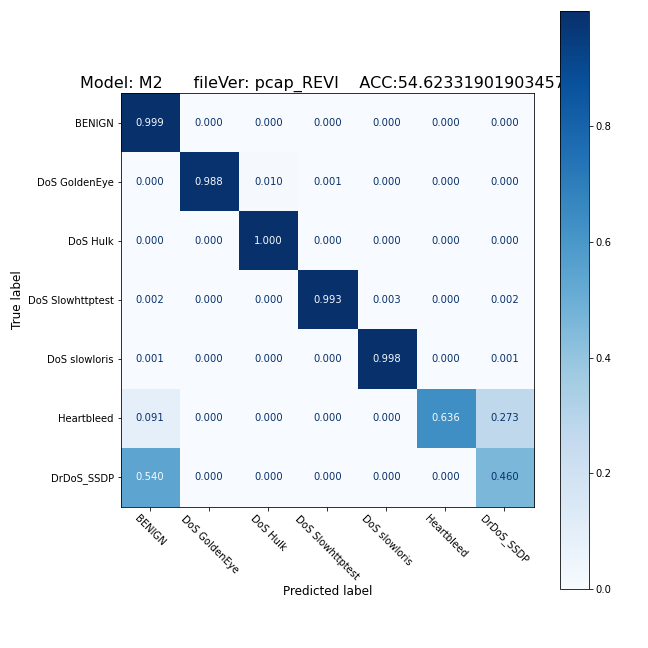 Model: M2 fileVer: pcap_REVI ACC:54.62331901903457
True label
BENIGN 0.999 0.000 0.000 0.000 0.000 0.000 0.000
DoS GoldenEye 0.000 0.988 0.010 0.001 0.000 0.000 0.000
DoS Hulk 0.000 0.000 1.000 0.000 0.000 0.000 0.000
DoS Slowhttptest 0.002 0.000 0.000 0.993 0.003 0.000 0.002
DoS slowloris 0.001 0.000 0.000 0.000 0.998 0.000 0.001
Heartbleed 0.091 0.000 0.000 0.000 0.000 0.636 0.273
DrDoS_SSDP 0.540 0.000 0.000 0.000 0.000 0.000 0.460
BENIGN DoS GoldenEye DoS Hulk DoS Slowhttptest DoS slowloris Heartbleed DrDoS_SSDP
Predicted label
0.8
0.6
0.4
0.2
0.0